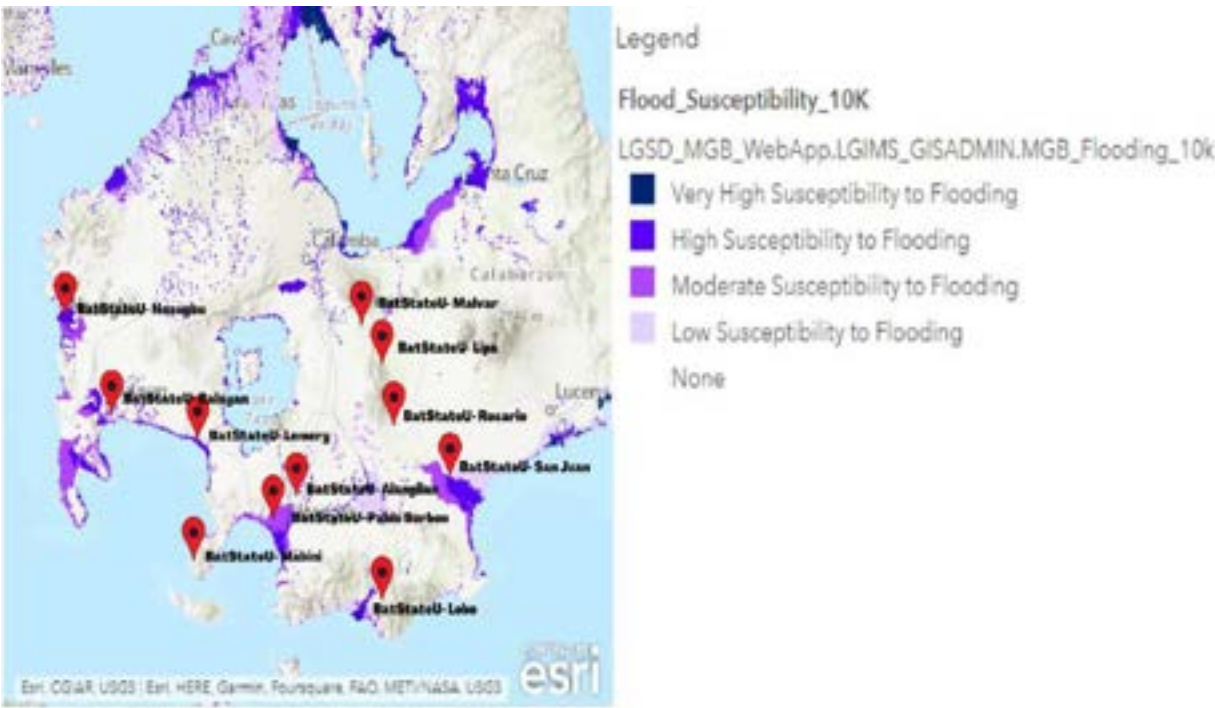 Cav
Santa Cruz
Calamba
Calabarzon
BatStateU- Nasugbu
BatStateU- Malvar
BatStateU- Lipa
Lucena
BatStateU- Balayan
BatStateU- Rosario
BatStateU- Lemery
BatStateU- San Juan
BatStateU- Alangilan
BatStateU- Pablo Borbon
BatStateU- Mabini
BatStateU- Lobo
esri
Esri, CGIAR, USGS | Esri, HERE, Garmin, Foursquare, FAO, METI/NASA, USGS
Legend
Flood_Susceptibility_10K
LGSD_MGB_WebApp.LGIMS_GISADMIN.MGB_Flooding_10k
Very High Susceptibility to Flooding
High Susceptibility to Flooding
Moderate Susceptibility to Flooding
Low Susceptibility to Flooding
None